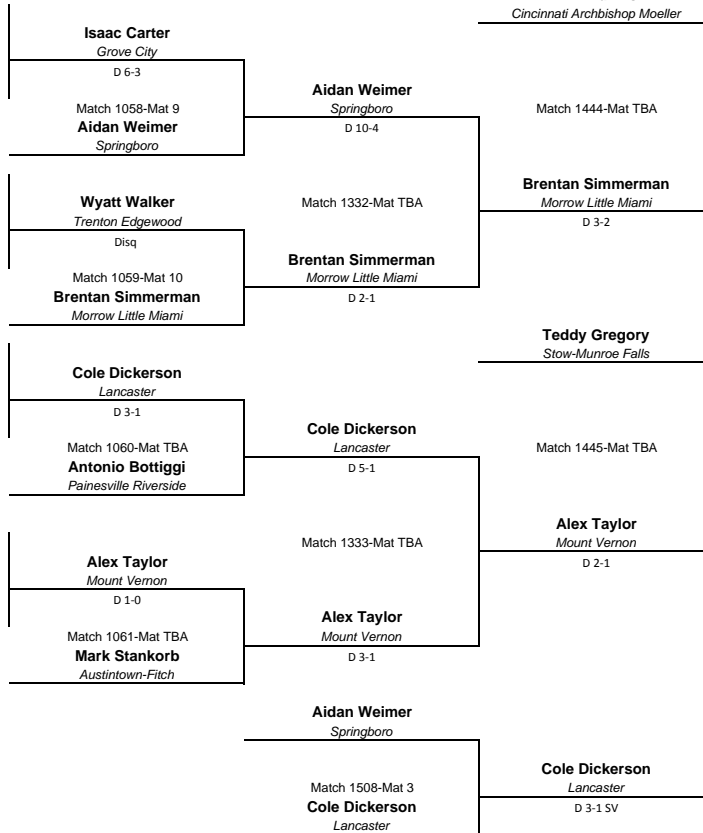 Cincinnati Archbishop Moeller
Isaac Carter
Grove City
D 6-3
Match 1058-Mat 9
Aidan Weimer
Springboro
Aidan Weimer
Springboro
D 10-4
Match 1444-Mat TBA
Wyatt Walker
Trenton Edgewood
Disq
Match 1059-Mat 10
Brentan Simmerman
Morrow Little Miami
Match 1332-Mat TBA
Brentan Simmerman
Morrow Little Miami
D 2-1
Brentan Simmerman
Morrow Little Miami
D 3-2
Teddy Gregory
Stow-Munroe Falls
Cole Dickerson
Lancaster
D 3-1
Match 1060-Mat TBA
Antonio Bottiggi
Painesville Riverside
Cole Dickerson
Lancaster
D 5-1
Match 1445-Mat TBA
Alex Taylor
Mount Vernon
D 1-0
Match 1061-Mat TBA
Mark Stankorb
Austintown-Fitch
Match 1333-Mat TBA
Alex Taylor
Mount Vernon
D 3-1
Alex Taylor
Mount Vernon
D 2-1
Aidan Weimer
Springboro
Match 1508-Mat 3
Cole Dickerson
Lancaster
Cole Dickerson
Lancaster
D 3-1 SV